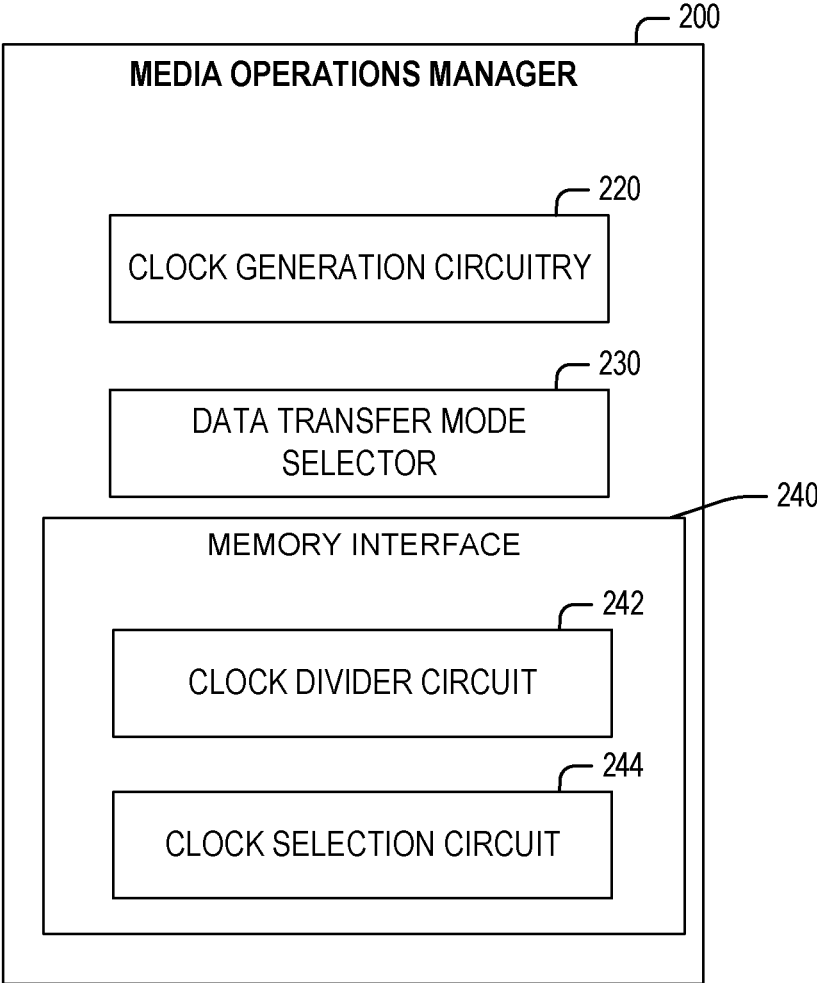 200
MEDIA OPERATIONS MANAGER
220
CLOCK GENERATION CIRCUITRY
230
DATA TRANSFER MODE
SELECTOR
240
MEMORY INTERFACE
242
CLOCK DIVIDER CIRCUIT
244
CLOCK SELECTION CIRCUIT